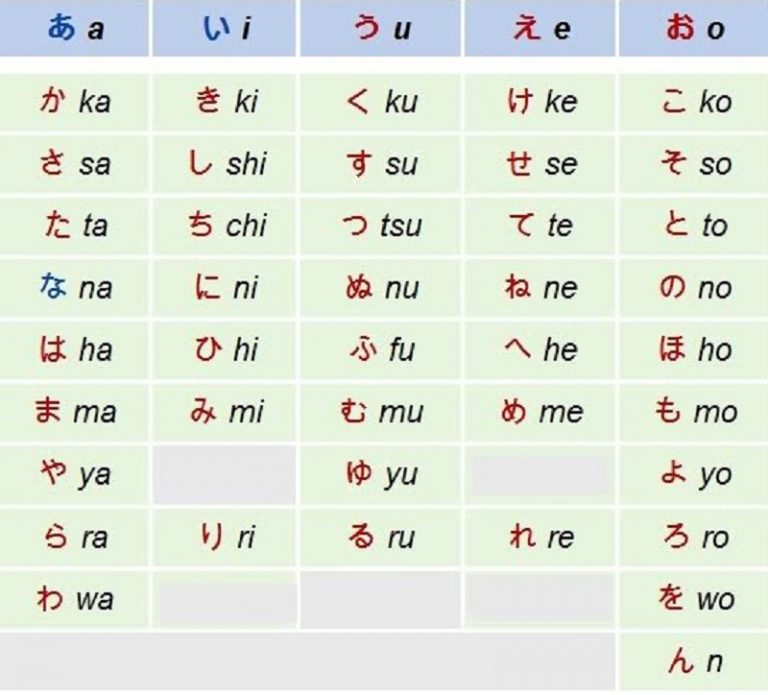 あ a い i う u え e お o
か ka き ki く ku け ke こ ko
さ sa し shi す su せ se そ so
た ta ち chi つ tsu て te と to
な na に ni ぬ nu ね ne の no
は ha ひ hi ふ fu へ he ほ ho
ま ma み mi む mu め me も mo
や ya ゆ yu よ yo
ら ra り ri る ru れ re ろ ro
わ wa を wo
ん n